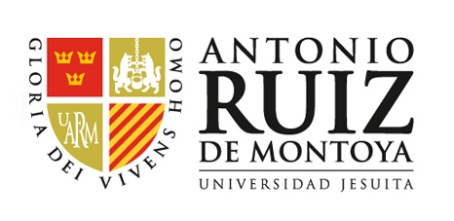 GLORIA DEI VIVENS HOMO
UARM
ANTONIO
RUIZ
DE MONTOYA
UNIVERSIDAD JESUITA